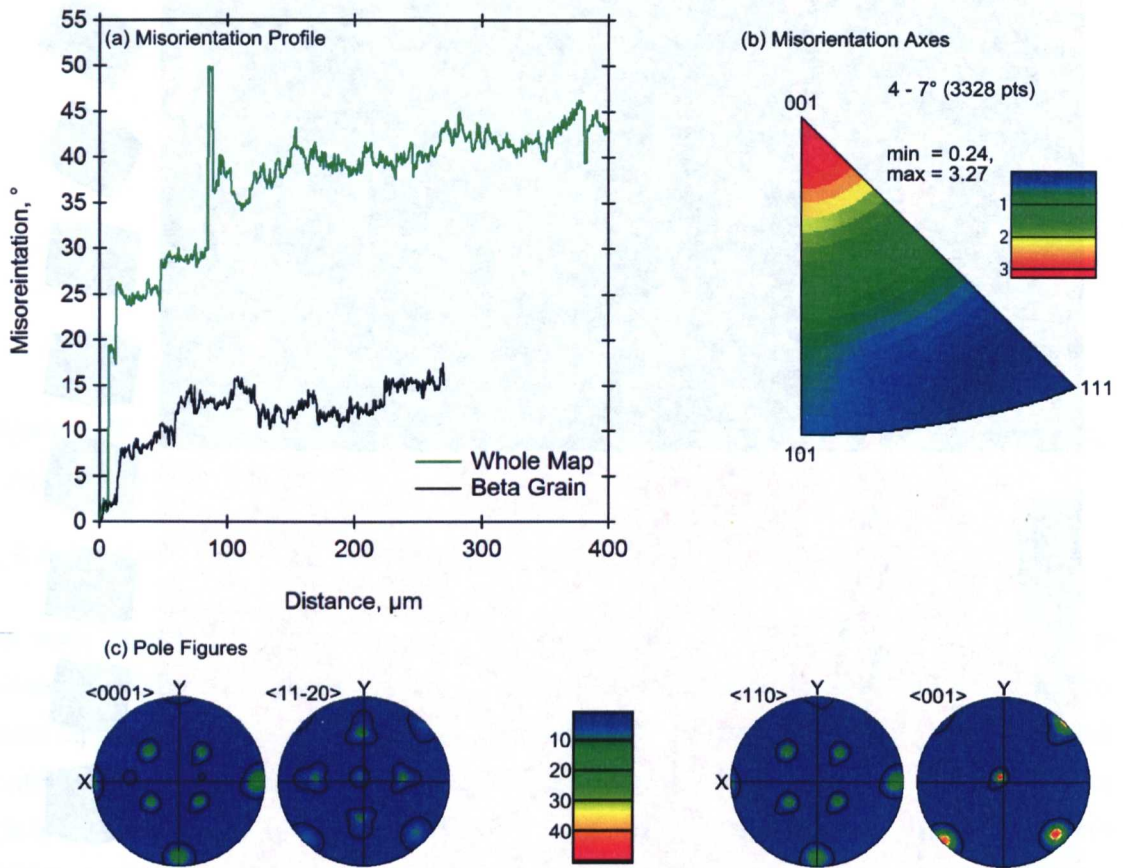 (a) Misorientation Profile
55
50
45
40
35
30
25
20
15
10
5
0
Misoreintation, °
Whole Map
Beta Grain
0 100 200 300 400
Distance, µm
(b) Misorientation Axes
4 - 7° (3328 pts)
001
min = 0.24,
max = 3.27
1
2
3
111
101
(c) Pole Figures
<0001> Y
X
<11-20> Y
10
20
30
40
<110> Y
X
<001> Y